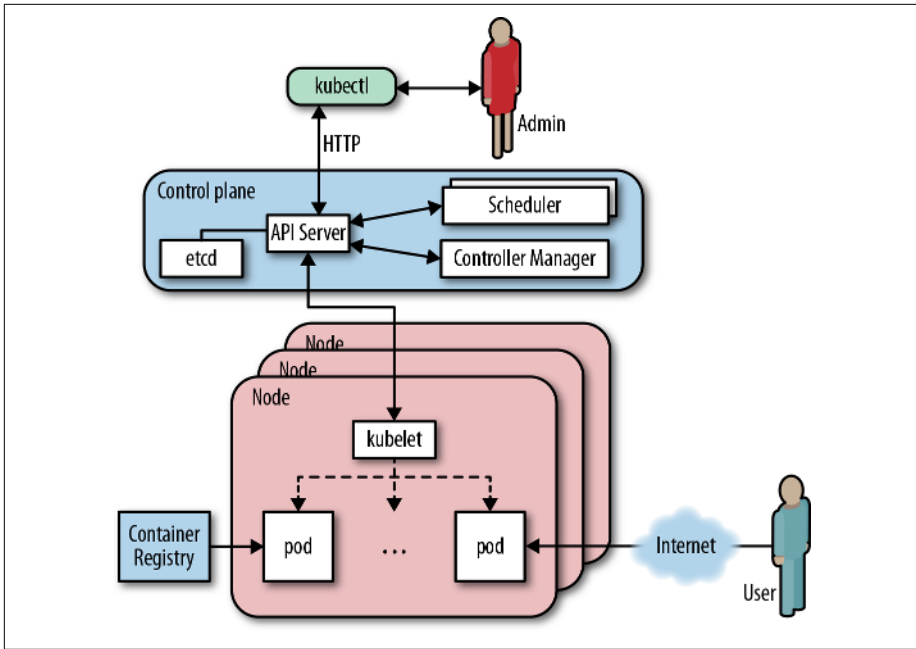 kubectl
Admin
HTTP
Control plane
Scheduler
API Server
etcd
Controller Manager
Node
Node
Node
kubelet
Container
Registry
pod
...
pod
Internet
User